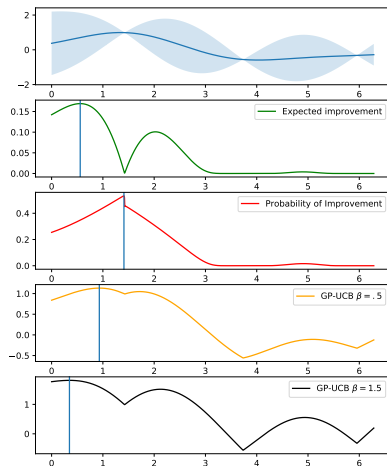 2
0
−2
0 1 2 3 4 5 6
0.15
0.10
0.05
0.00
Expected improvement
0 1 2 3 4 5 6
0.4
0.2
0.0
Probability of Improvement
0 1 2 3 4 5 6
1.0
0.5
0.0
−0.5
GP-UCB β = .5
0 1 2 3 4 5 6
1
0
GP-UCB β = 1.5
0 1 2 3 4 5 6